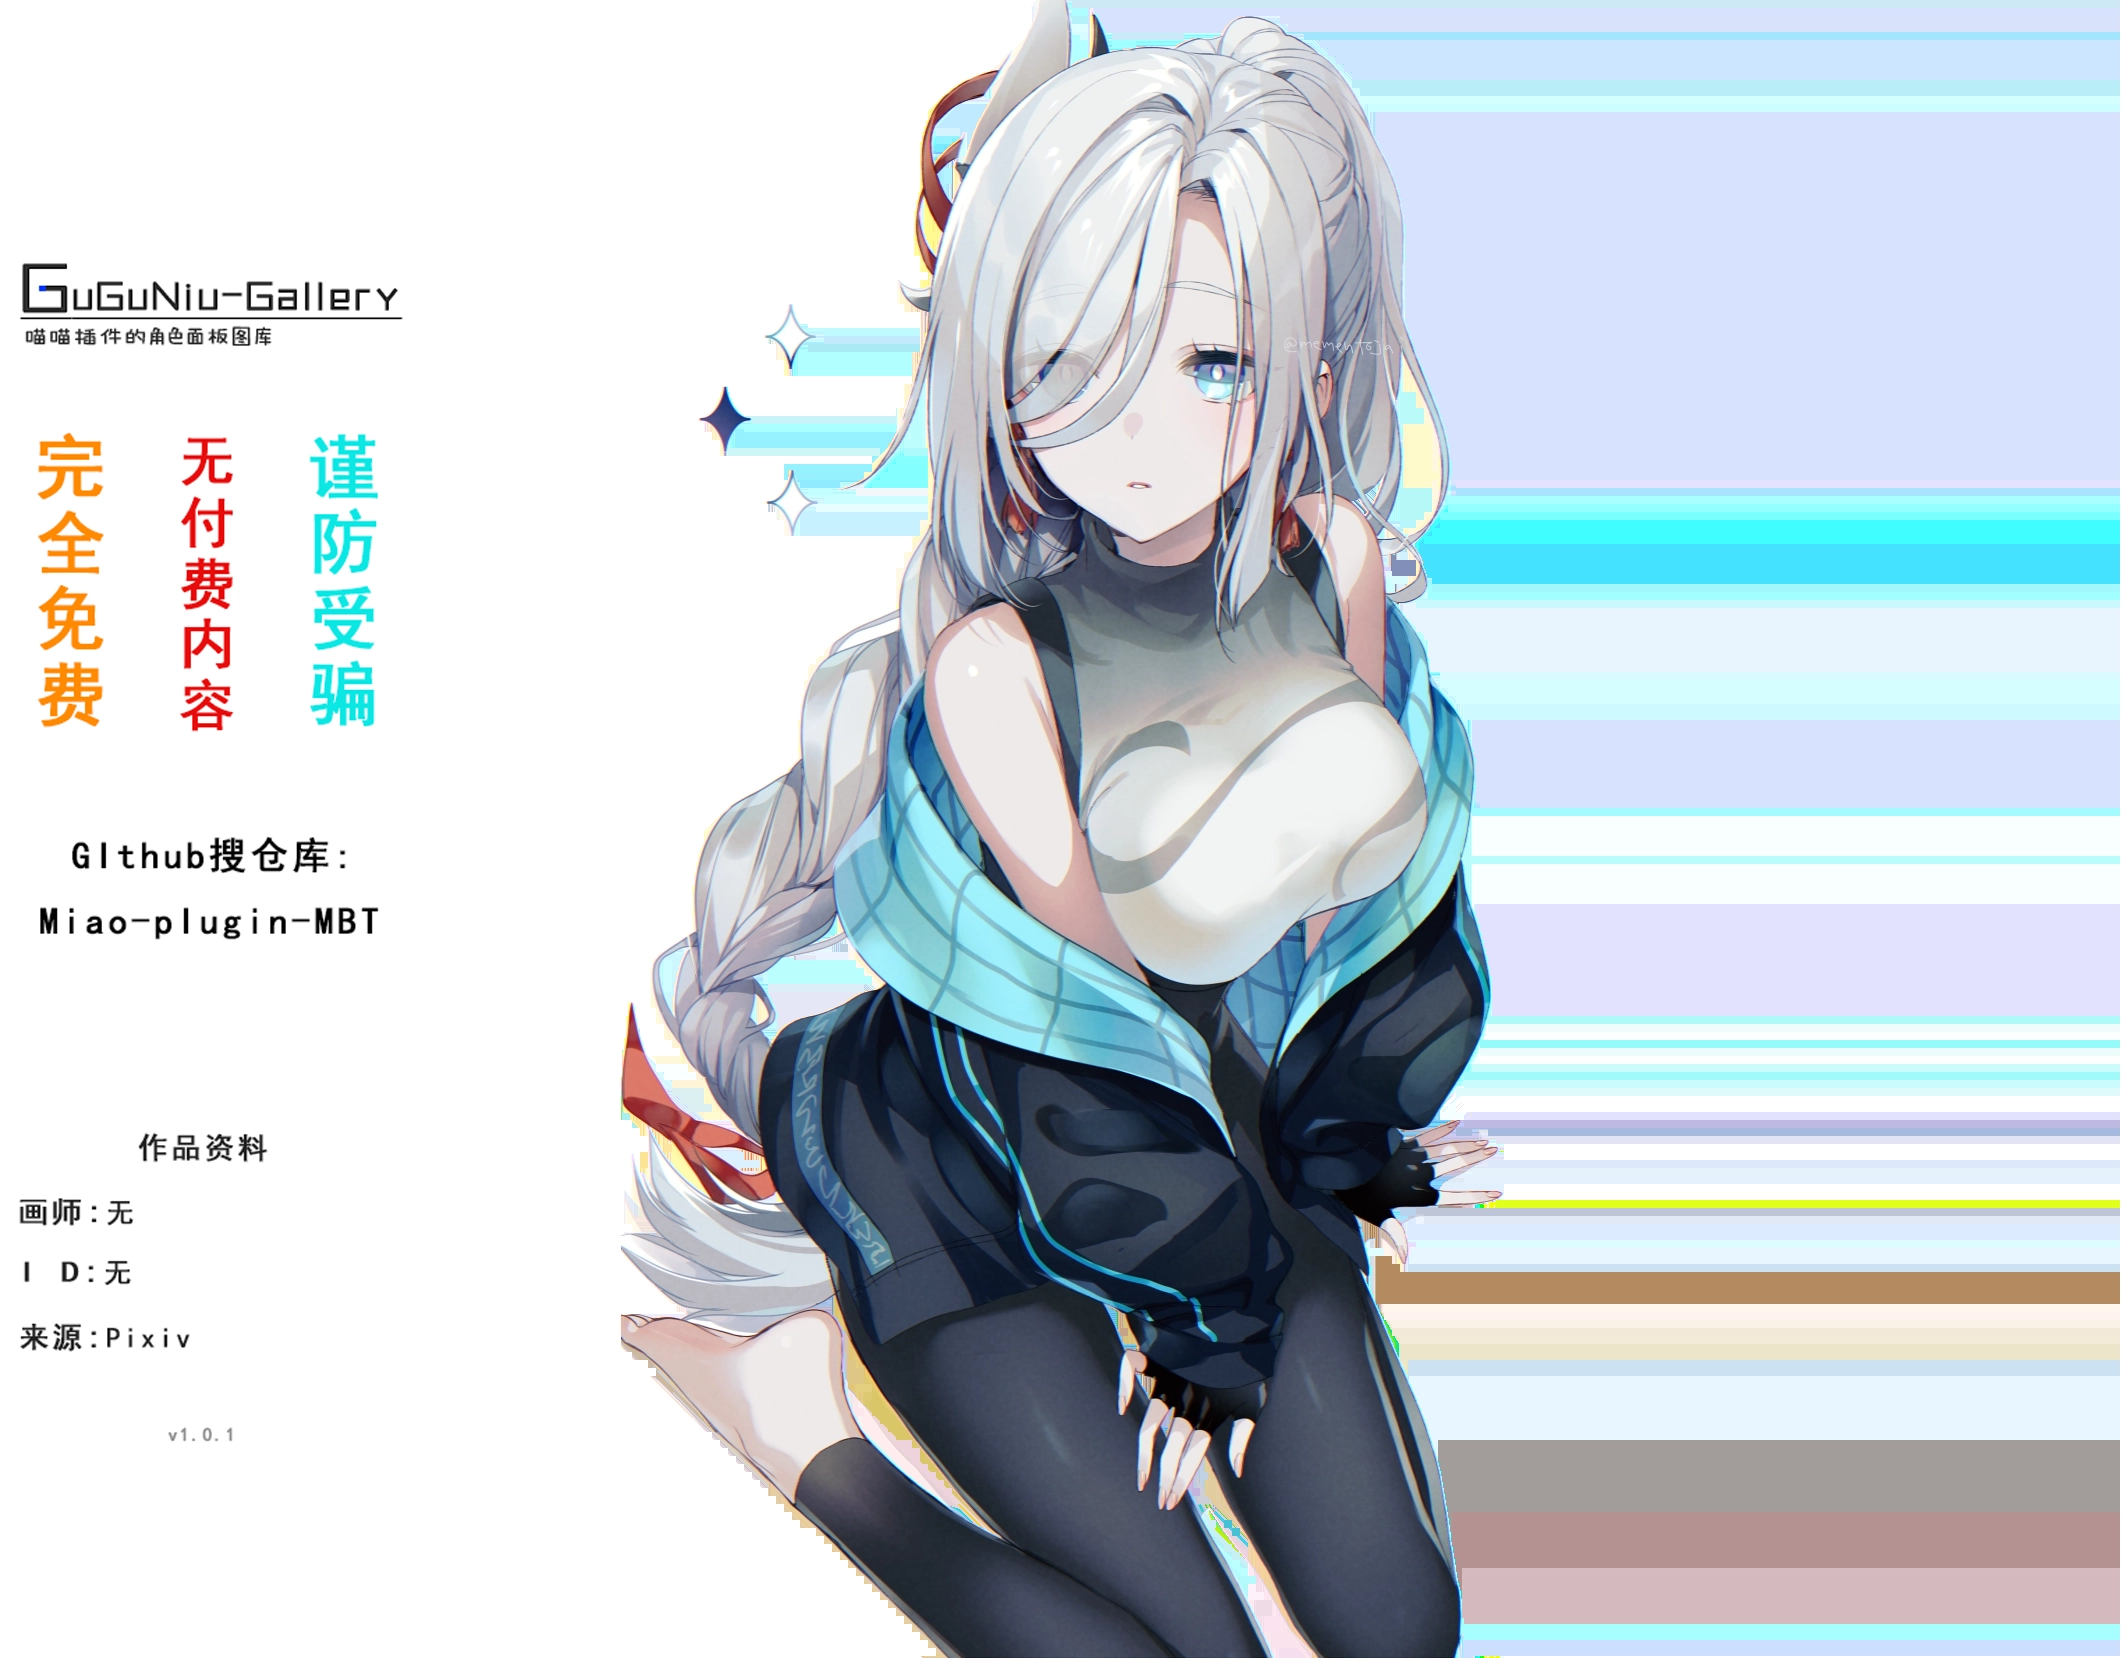 GuGuNiu-Gallery
喵喵插件的角色面板图库
完全免费
无付费内容
谨防受骗
GIthub搜仓库:
Miao-plugin-MBT
作品资料
画师:无
I D:无
来源:Pixiv
v1.0.1